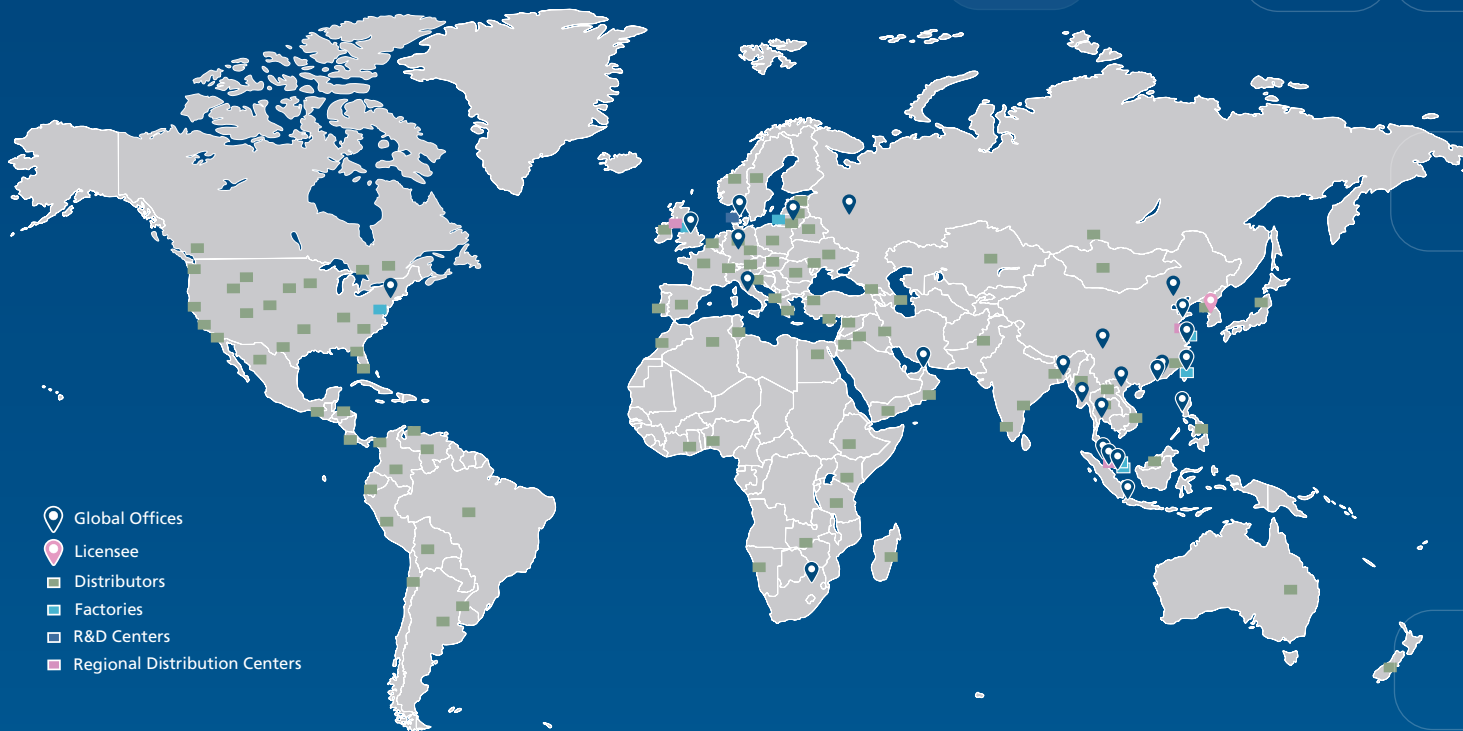 Global Offices
Licensee
Distributors
Factories
R&D Centers
Regional Distribution Centers